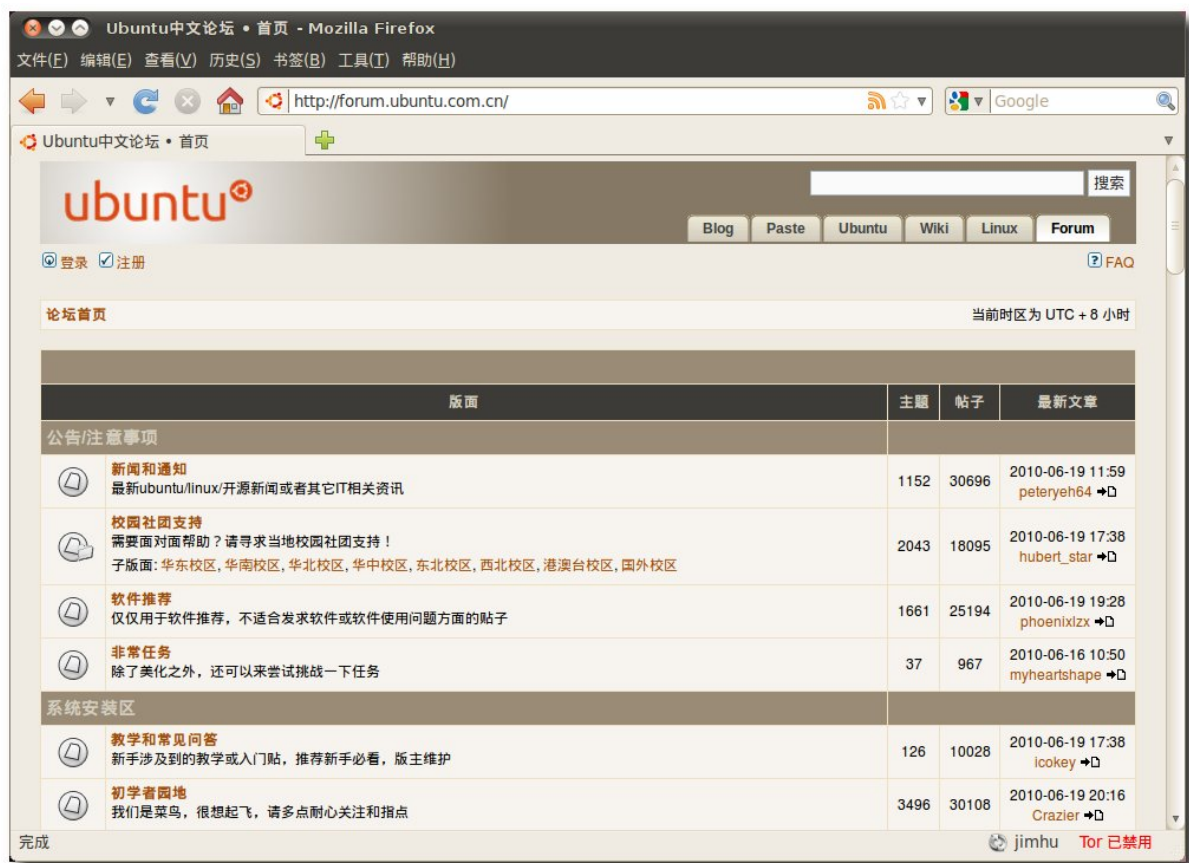 Ubuntu中文论坛 • 首页 - Mozilla Firefox
文件(F) 编辑(E) 查看(V) 历史(S) 书签(B) 工具(T) 帮助(H)
http://forum.ubuntu.com.cn/ Google
Ubuntu中文论坛 • 首页
ubuntu
搜索
Blog Paste Ubuntu Wiki Linux Forum
登录 注册 FAQ
论坛首页 当前时区为 UTC + 8 小时
版面 主题 帖子 最新文章
公告/注意事项
新闻和通知
最新ubuntu/linux/开源新闻或者其它IT相关资讯
1152 30696 2010-06-19 11:59
peteryeh64
校园社团支持
需要面对面帮助？请寻求当地校园社团支持！
子版面: 华东校区, 华南校区, 华北校区, 华中校区, 东北校区, 西北校区, 港澳台校区, 国外校区
2043 18095 2010-06-19 17:38
hubert_star
软件推荐
仅仅用于软件推荐，不适合发求软件或软件使用问题方面的贴子
1661 25194 2010-06-19 19:28
phoenixlzx
非常任务
除了美化之外，还可以来尝试挑战一下任务
37 967 2010-06-16 10:50
myheartshape
系统安装区
教学和常见问答
新手涉及到的教学或入门贴，推荐新手必看，版主维护
126 10028 2010-06-19 17:38
icokey
初学者园地
我们是菜鸟，很想起飞，请多点耐心关注和指点
3496 30108 2010-06-19 20:16
Crazier
完成 jimhu Tor 已禁用